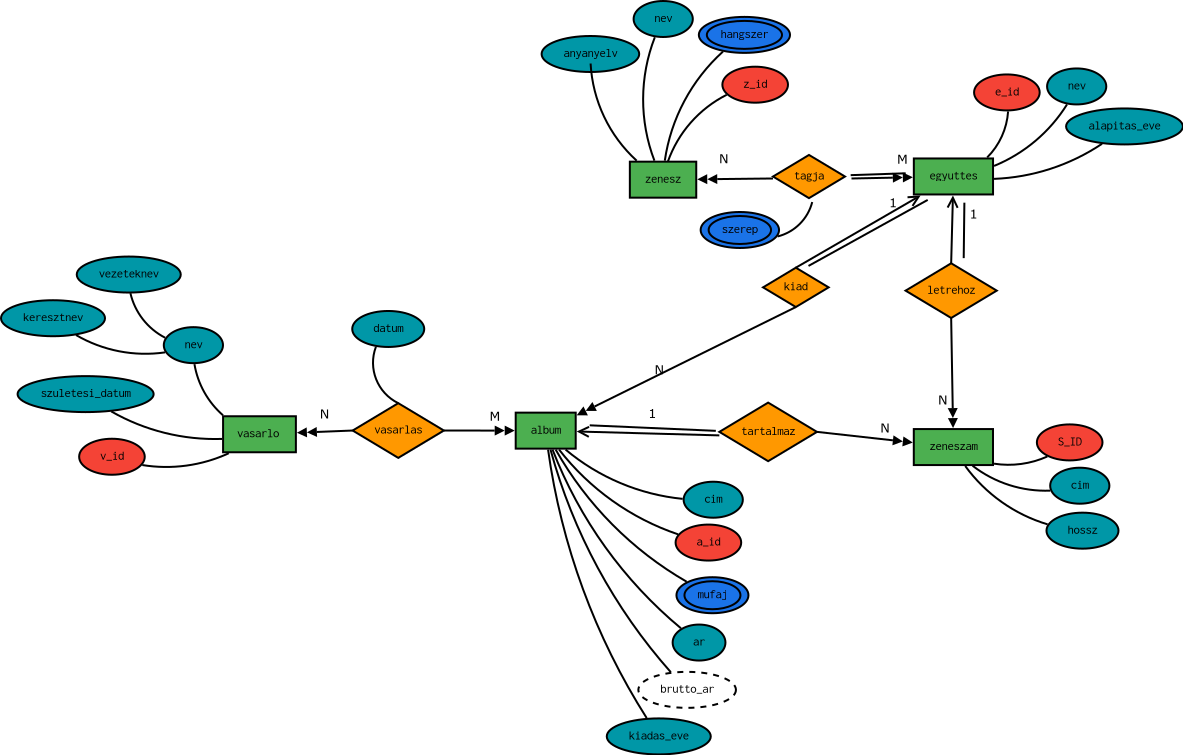 nev
hangszer
anyanyelv
z_id
e_id
nev
alapitas_eve
N
M
zenesz
tagja
egyuttes
szerep
1
1
vezeteknev
kiad
letrehoz
keresztnev
datum
nev
N
szuletesi_datum
N
N
M
1
N
vasarlo
vasarlas
album
tartalmaz
zeneszam
S_ID
v_id
cim
cim
a_id
hossz
mufaj
ar
brutto_ar
kiadas_eve